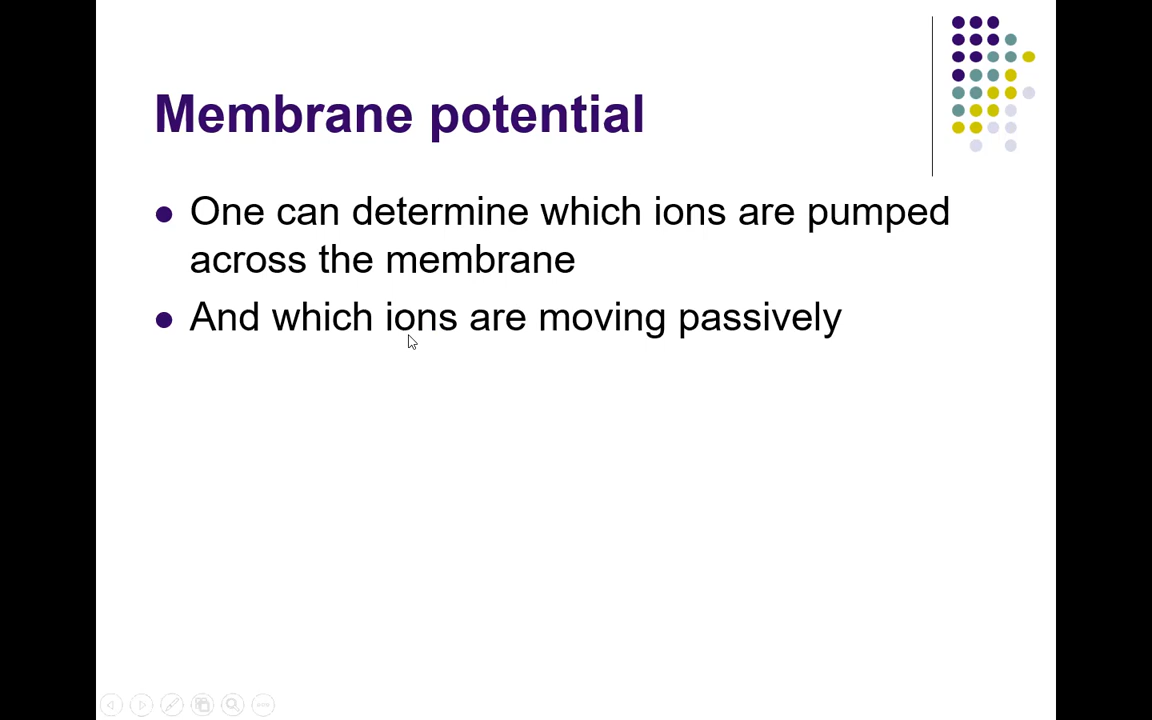 Membrane potential
One can determine which ions are pumped
across the membrane
And which ions are moving passively